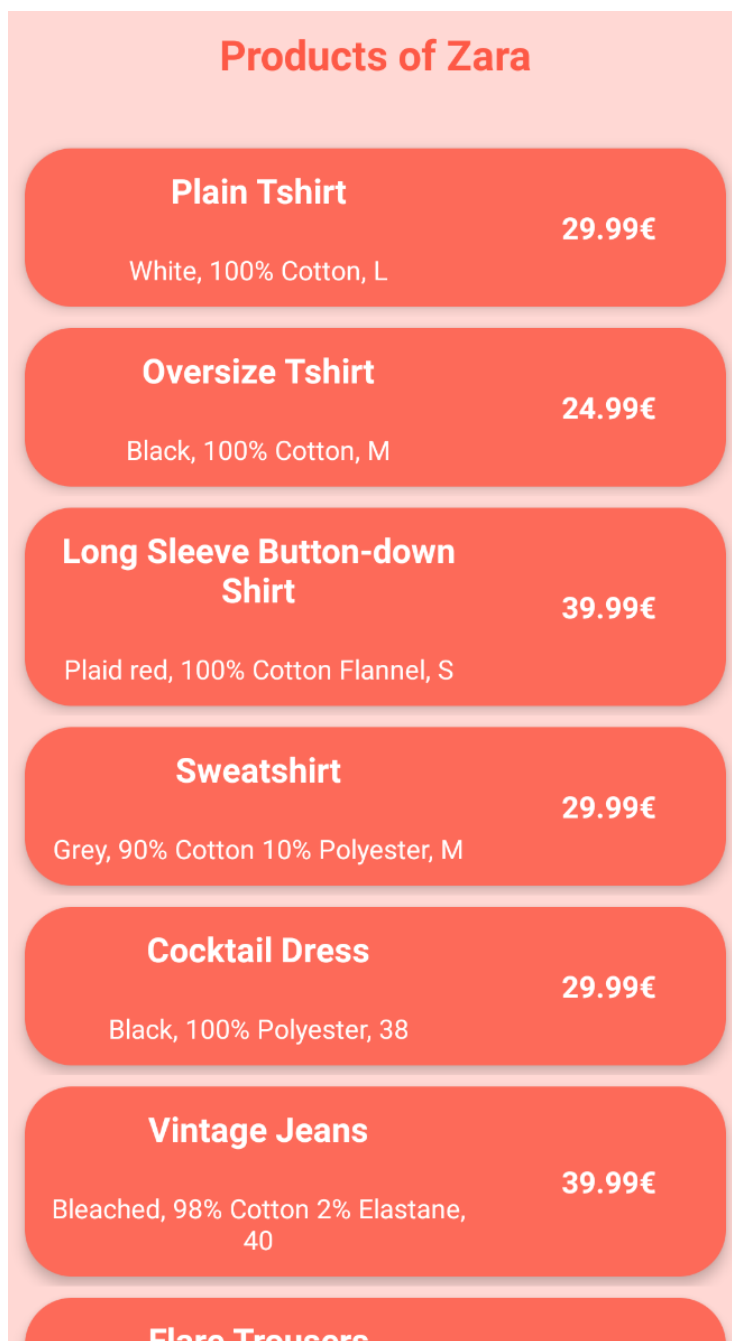 Products of Zara
Plain Tshirt
29.99€
White, 100% Cotton, L
Oversize Tshirt
24.99€
Black, 100% Cotton, M
Long Sleeve Button-down
Shirt
39.99€
Plaid red, 100% Cotton Flannel, S
Sweatshirt
29.99€
Grey, 90% Cotton 10% Polyester, M
Cocktail Dress
29.99€
Black, 100% Polyester, 38
Vintage Jeans
39.99€
Bleached, 98% Cotton 2% Elastane,
40
Flare Trousers